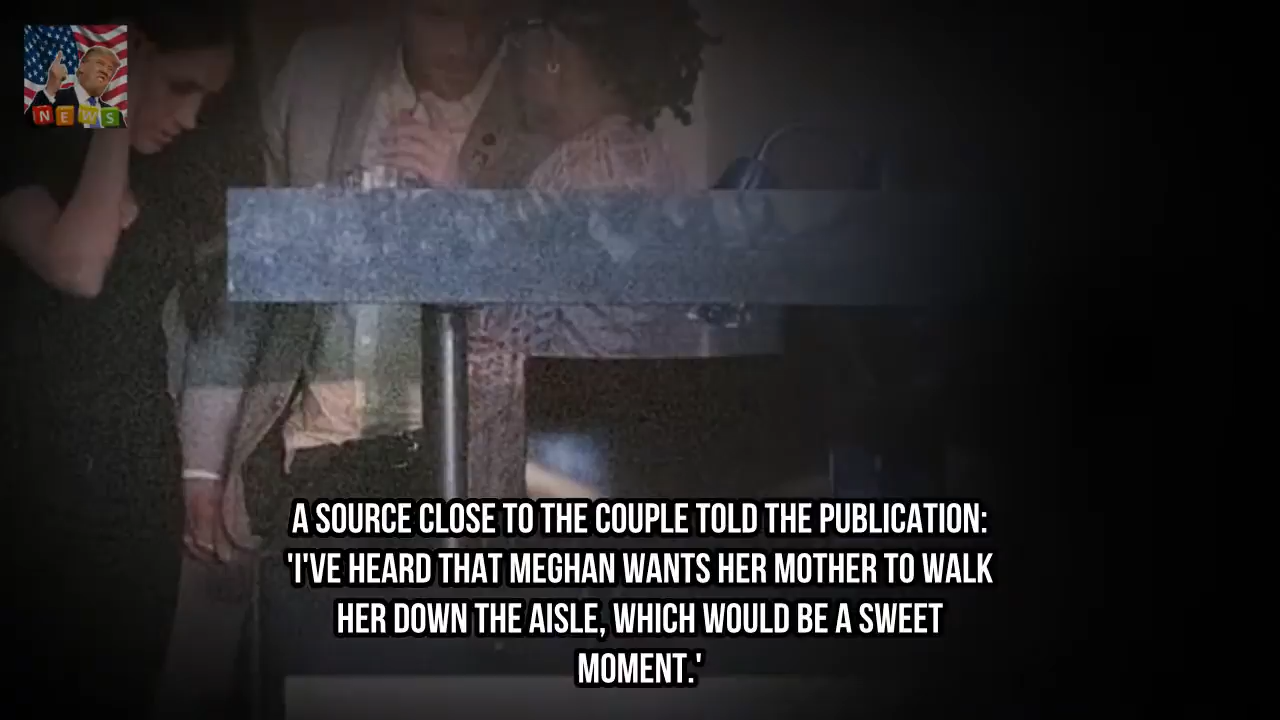 NEWS
A SOURCE CLOSE TO THE COUPLE TOLD THE PUBLICATION:
'I'VE HEARD THAT MEGHAN WANTS HER MOTHER TO WALK
HER DOWN THE AISLE, WHICH WOULD BE A SWEET
MOMENT.'